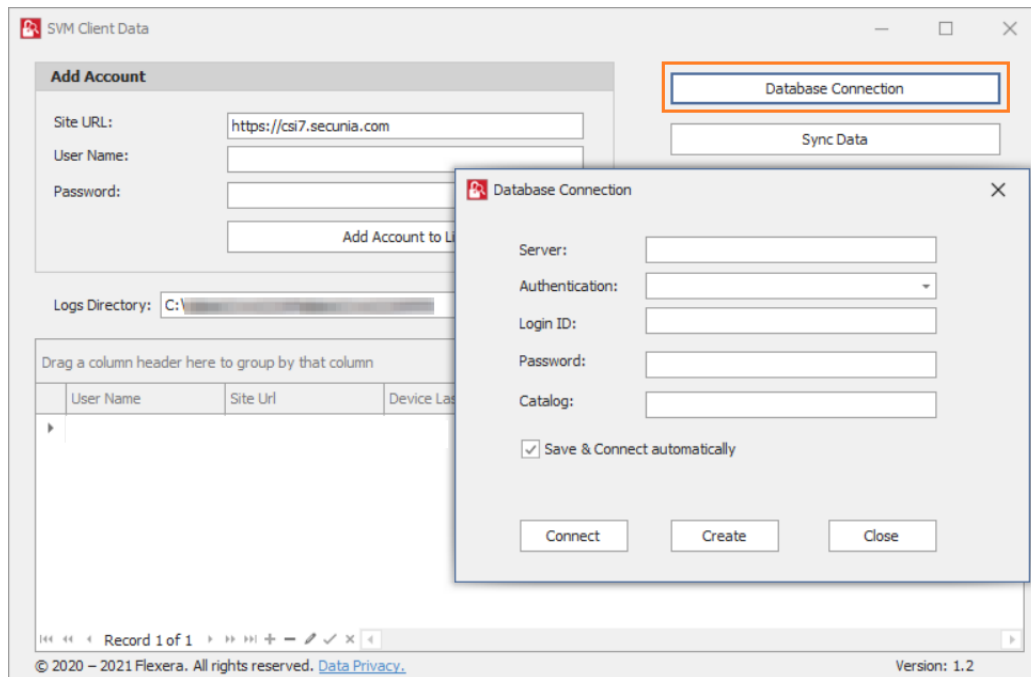 SVM Client Data
Add Account
Database Connection
Site URL:
https://csi7.secunia.com
Sync Data
User Name:
Password:
Add Account to Li
Logs Directory:
C:\
Drag a column header here to group by that column
User Name
Site Url
Device Las
Database Connection
Server:
Authentication:
Login ID:
Password:
Catalog:
Save & Connect automatically
Connect
Create
Close
Record 1 of 1
© 2020 – 2021 Flexera. All rights reserved. Data Privacy.
Version: 1.2